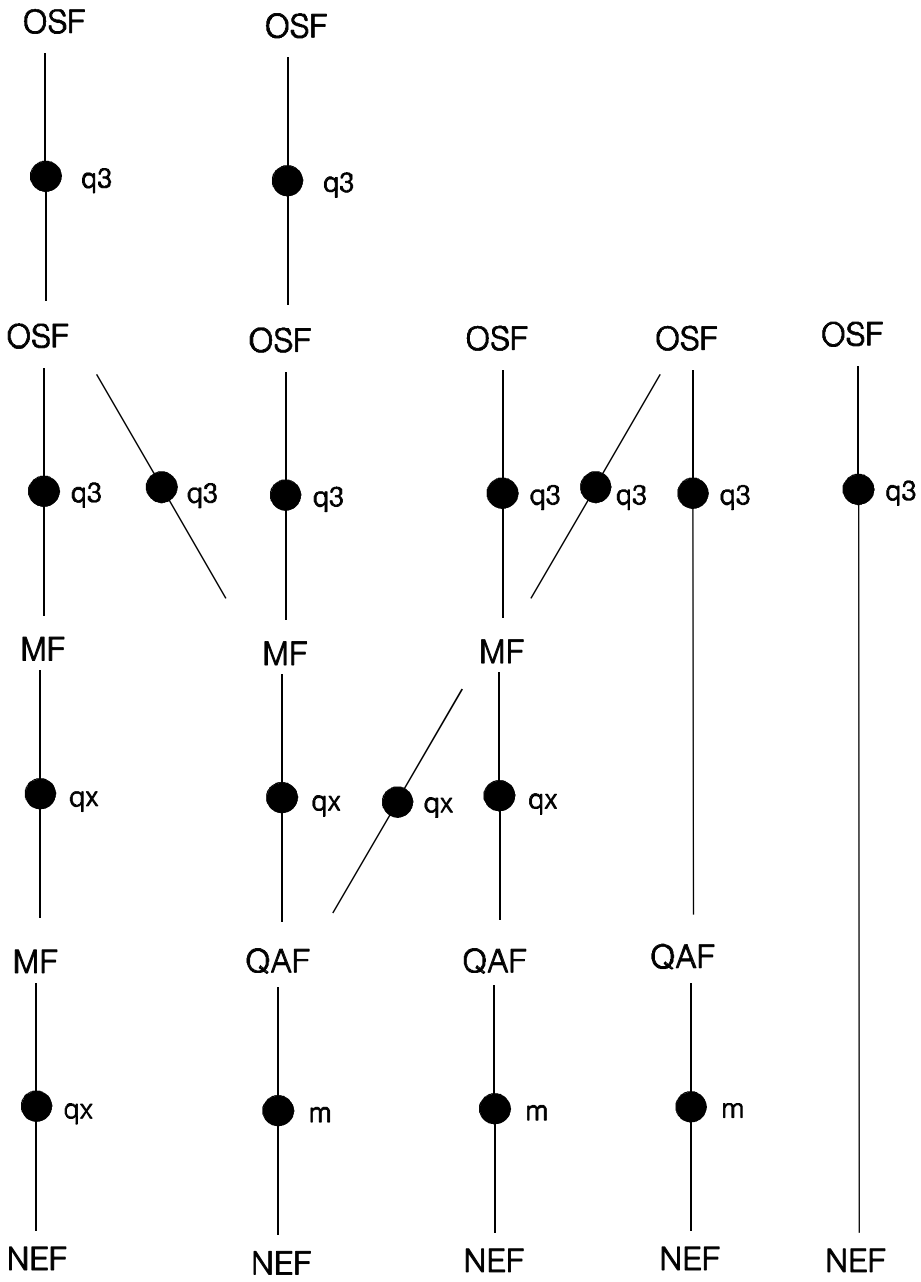 OSF OSF
q3 q3
OSF OSF OSF OSF OSF
q3 q3 q3 q3 q3 q3 q3
MF MF MF
qx qx qx qx
MF QAF QAF QAF
qx m m m
NEF NEF NEF NEF NEF